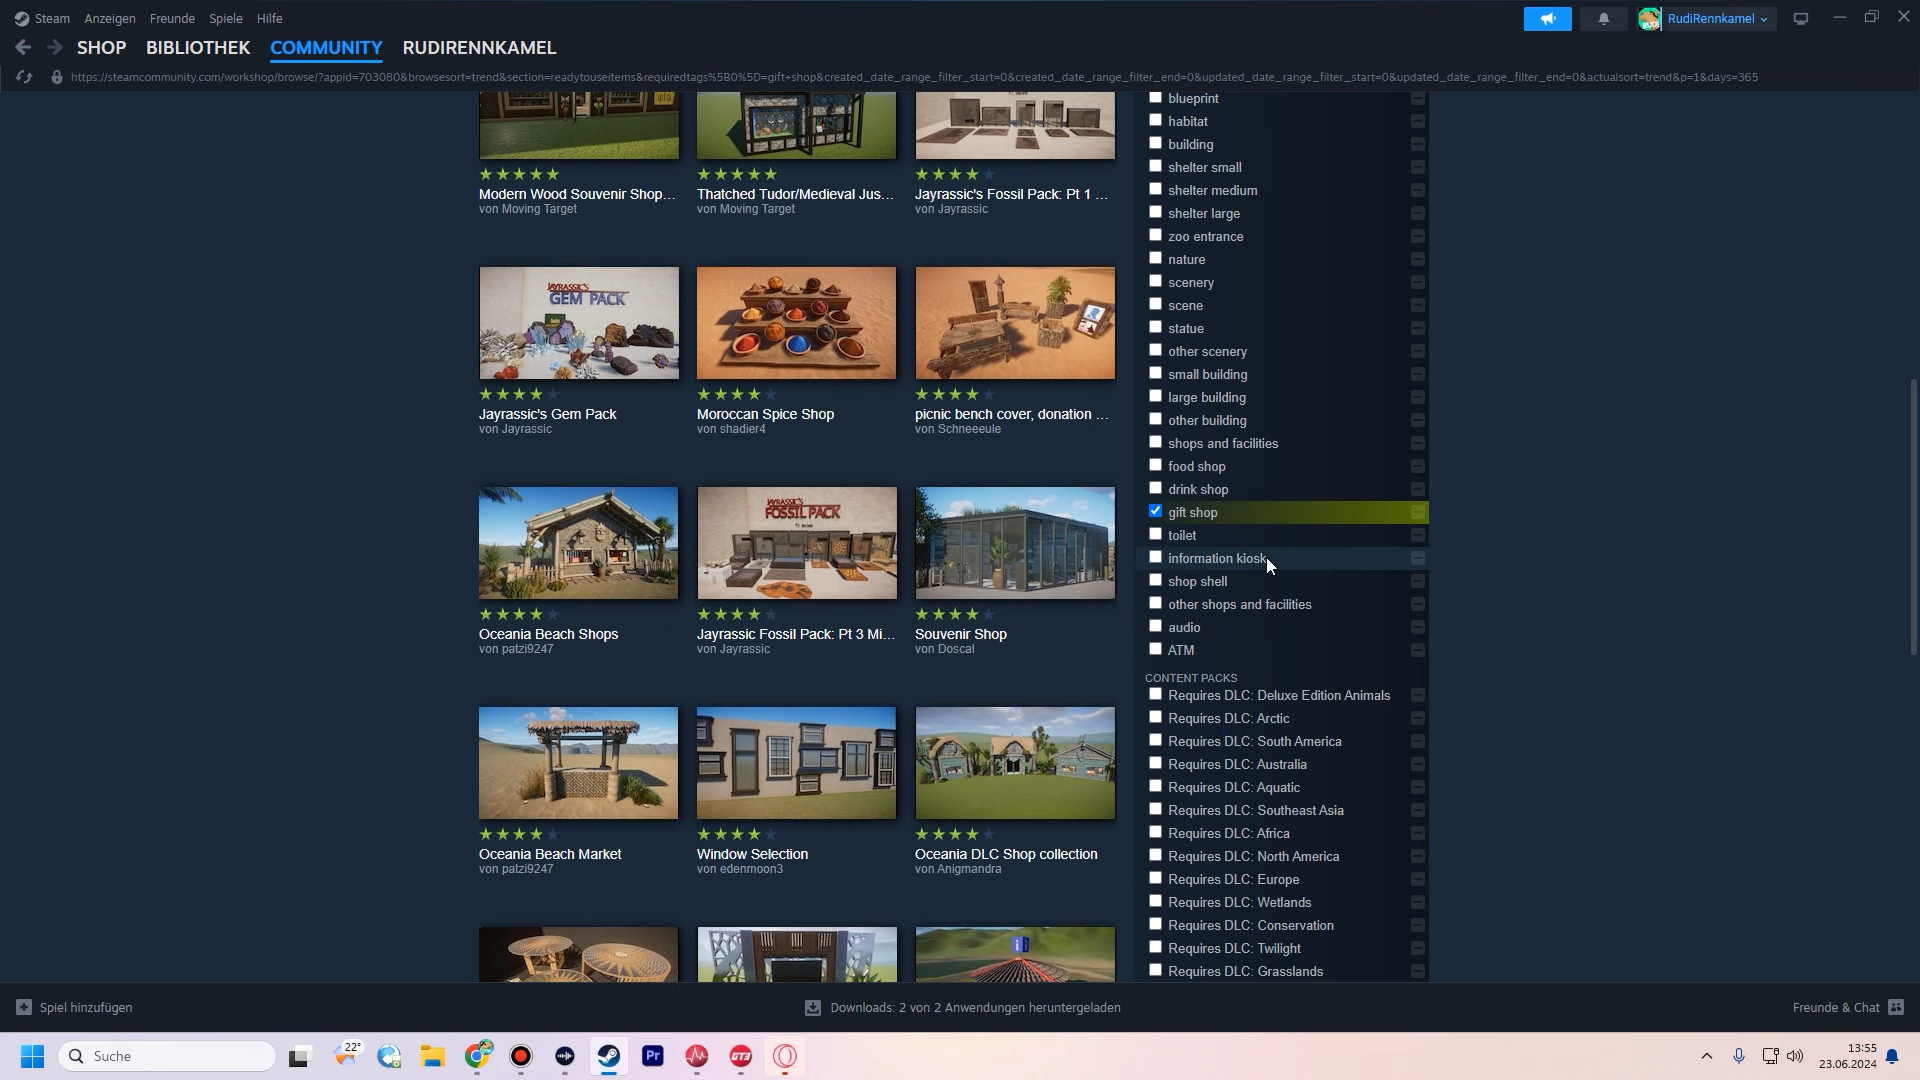 Steam Anzeigen Freunde Spiele Hilfe
RudiRennkamel
SHOP BIBLIOTHEK COMMUNITY RUDIRENNKAMEL
https://steamcommunity.com/workshop/browse/?appid=703080&browsesort=trend&section=readytouseitems&requiredtags%5B0%5D=gift+shop&created_date_range_filter_start=0&created_date_range_filter_end=0&updated_date_range_filter_start=0&updated_date_range_filter_end=0&actualsort=trend&p=1&days=365
Modern Wood Souvenir Shop...
von Moving Target
Thatched Tudor/Medieval Jus...
von Moving Target
Jayrassic's Fossil Pack: Pt 1 ...
von Jayrassic
JAYRASSIC'S
GEM PACK
Jayrassic's Gem Pack
von Jayrassic
Moroccan Spice Shop
von shadier4
picnic bench cover, donation ...
von Schneeeule
Oceania Beach Shops
von patzi9247
JAYRASSIC'S
FOSSIL PACK
Jayrassic Fossil Pack: Pt 3 Mi...
von Jayrassic
Souvenir Shop
von Doscal
Oceania Beach Market
von patzi9247
Window Selection
von edenmoon3
Oceania DLC Shop collection
von Anigmandra
i
blueprint
habitat
building
shelter small
shelter medium
shelter large
zoo entrance
nature
scenery
scene
statue
other scenery
small building
large building
other building
shops and facilities
food shop
drink shop
gift shop
toilet
information kiosk
shop shell
other shops and facilities
audio
ATM
CONTENT PACKS
Requires DLC: Deluxe Edition Animals
Requires DLC: Arctic
Requires DLC: South America
Requires DLC: Australia
Requires DLC: Aquatic
Requires DLC: Southeast Asia
Requires DLC: Africa
Requires DLC: North America
Requires DLC: Europe
Requires DLC: Wetlands
Requires DLC: Conservation
Requires DLC: Twilight
Requires DLC: Grasslands
Spiel hinzufügen
Downloads: 2 von 2 Anwendungen heruntergeladen
Freunde & Chat
Suche
22°
Pr
GT3
13:55
23.06.2024